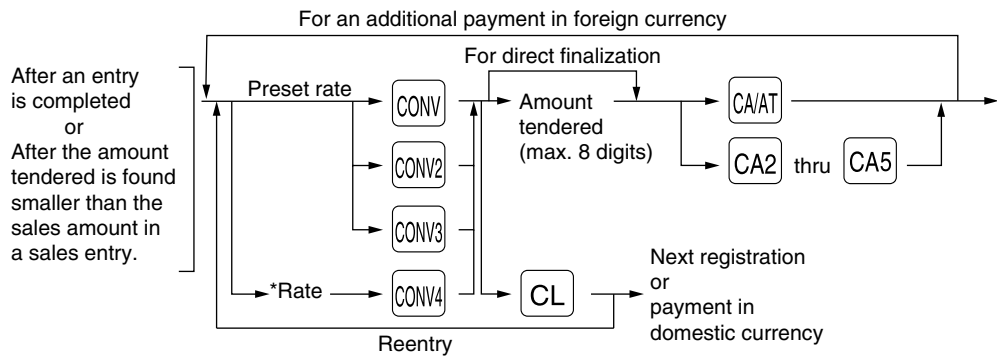 For an additional payment in foreign currency
For direct finalization
After an entry
is completed
or
After the amount
tendered is found
smaller than the
sales amount in
a sales entry.
Preset rate
CONV
CONV2
CONV3
*Rate
CONV4
Amount
tendered
(max. 8 digits)
CA/AT
CA2 thru CA5
CL
Next registration
or
payment in
domestic currency
Reentry